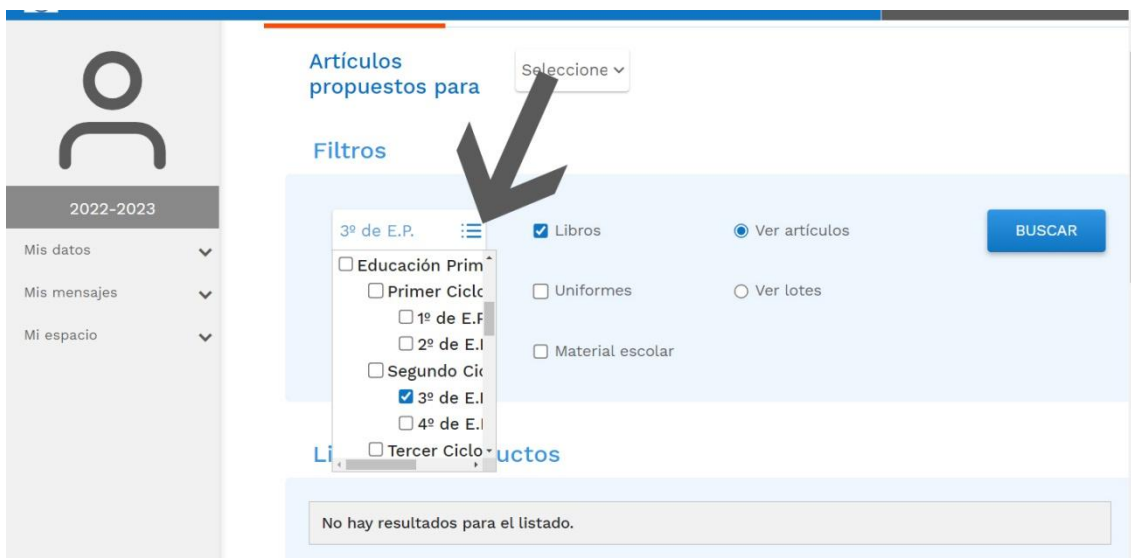 Artículos
propuestos para
Seleccione
Filtros
2022-2023
Mis datos
Mis mensajes
Mi espacio
3º de E.P.
Libros
Ver artículos
BUSCAR
Educación Prim
Primer Ciclo
1º de E.P
2º de E.
Segundo Cic
3º de E.
4º de E.
Tercer Ciclo
Uniformes
Ver lotes
Material escolar
Li
uctos
No hay resultados para el listado.